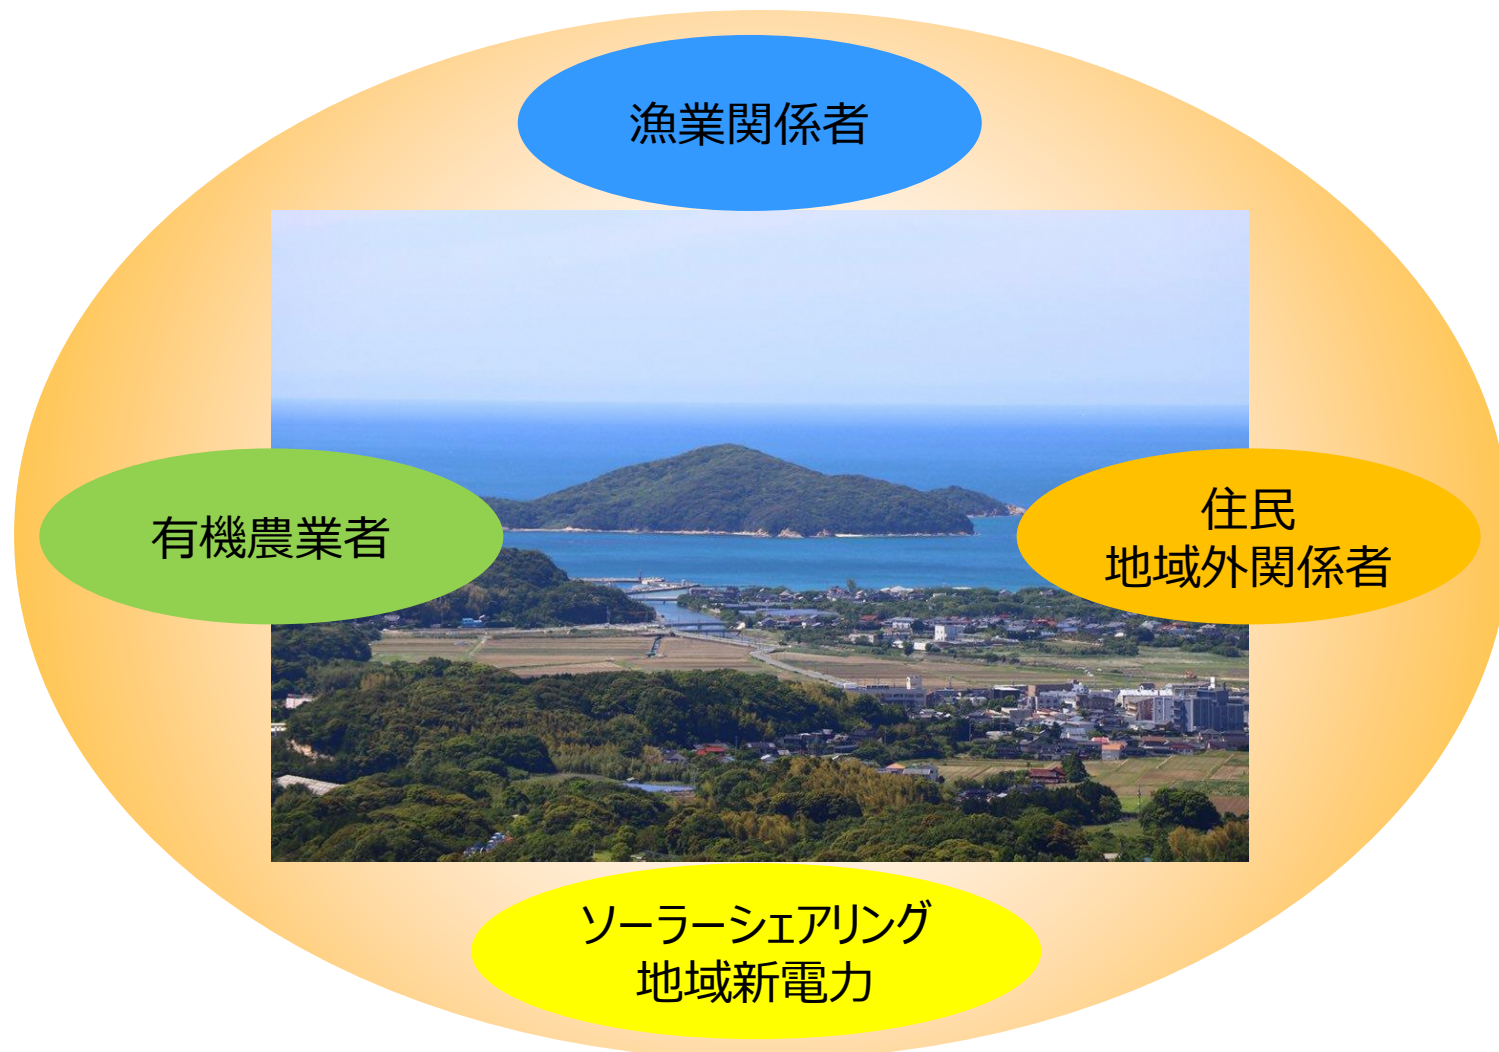 漁業関係者
有機農業者
住民
地域外関係者
ソーラーシェアリング
地域新電力